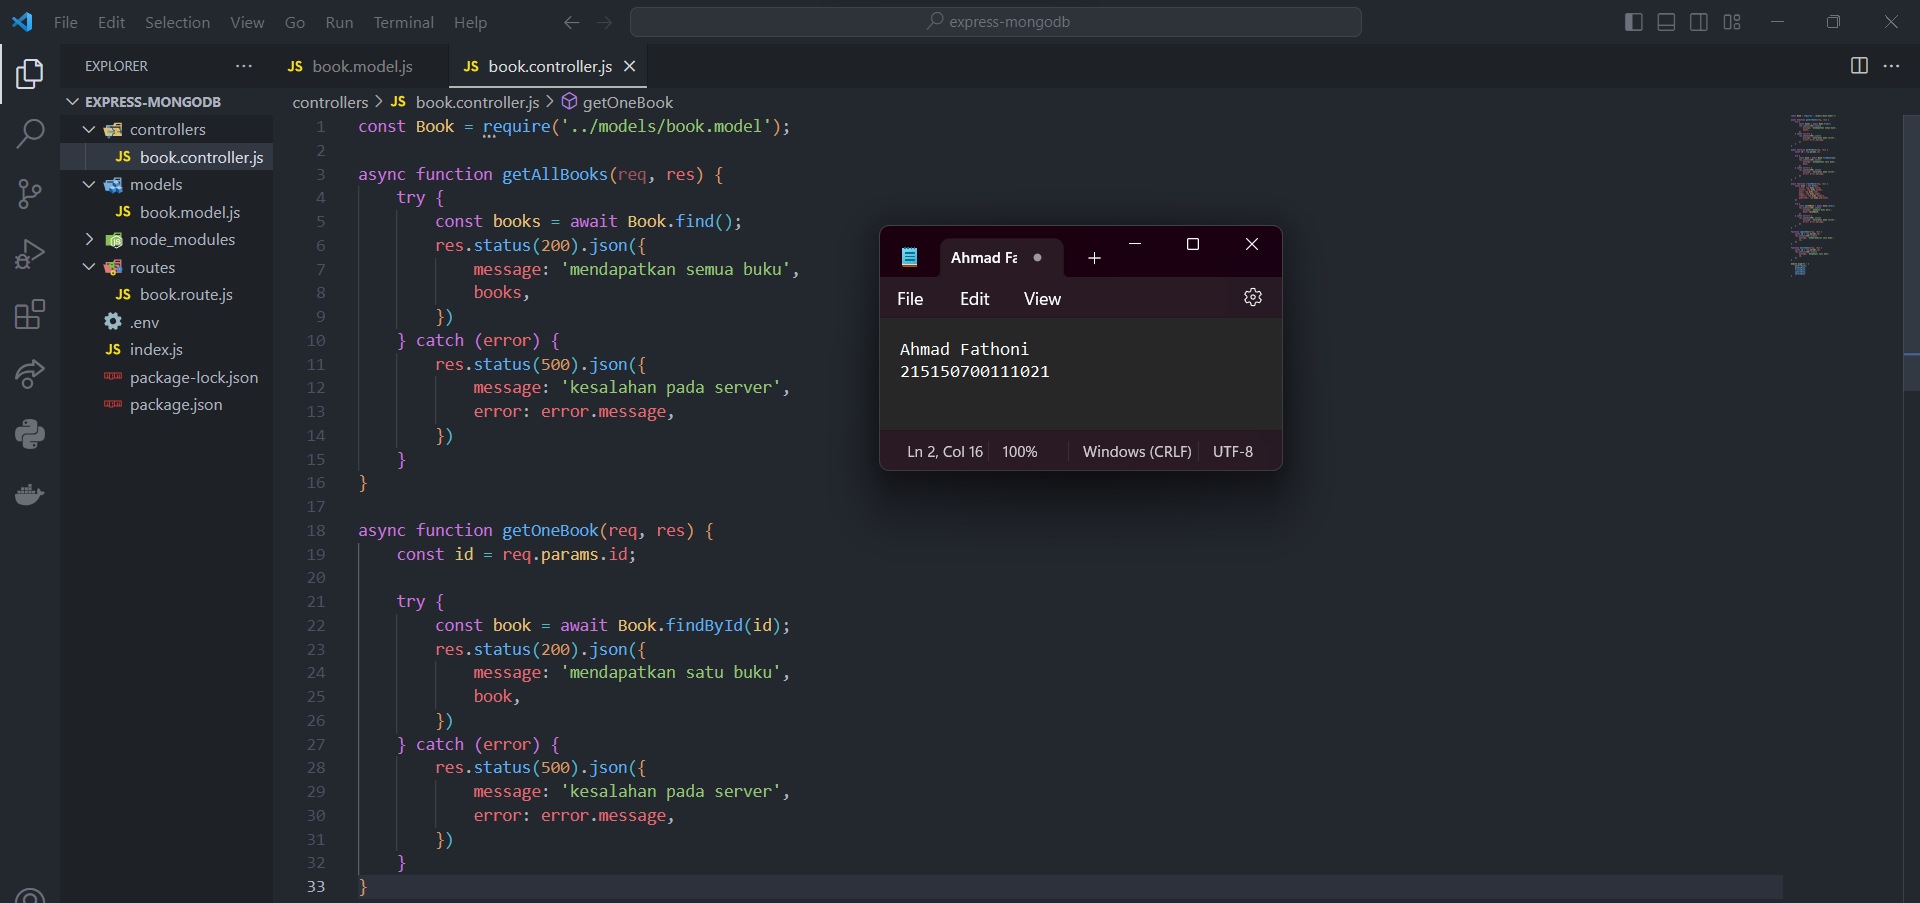 File Edit Selection View Go Run Terminal Help
express-mongodb
EXPLORER
EXPRESS-MONGODB
controllers
JS book.controller.js
models
JS book.model.js
node_modules
routes
JS book.route.js
.env
JS index.js
package-lock.json
package.json
JS book.model.js
JS book.controller.js
controllers > JS book.controller.js > getOneBook
1 const Book = require('../models/book.model');
2
3 async function getAllBooks(req, res) {
4     try {
5         const books = await Book.find();
6         res.status(200).json({
7             message: 'mendapatkan semua buku',
8             books,
9         })
10     } catch (error) {
11         res.status(500).json({
12             message: 'kesalahan pada server',
13             error: error.message,
14         })
15     }
16 }
17
18 async function getOneBook(req, res) {
19     const id = req.params.id;
20
21     try {
22         const book = await Book.findById(id);
23         res.status(200).json({
24             message: 'mendapatkan satu buku',
25             book,
26         })
27     } catch (error) {
28         res.status(500).json({
29             message: 'kesalahan pada server',
30             error: error.message,
31         })
32     }
33 }
Ahmad Fa
File Edit View
Ahmad Fathoni
215150700111021
Ln 2, Col 16 100% Windows (CRLF) UTF-8